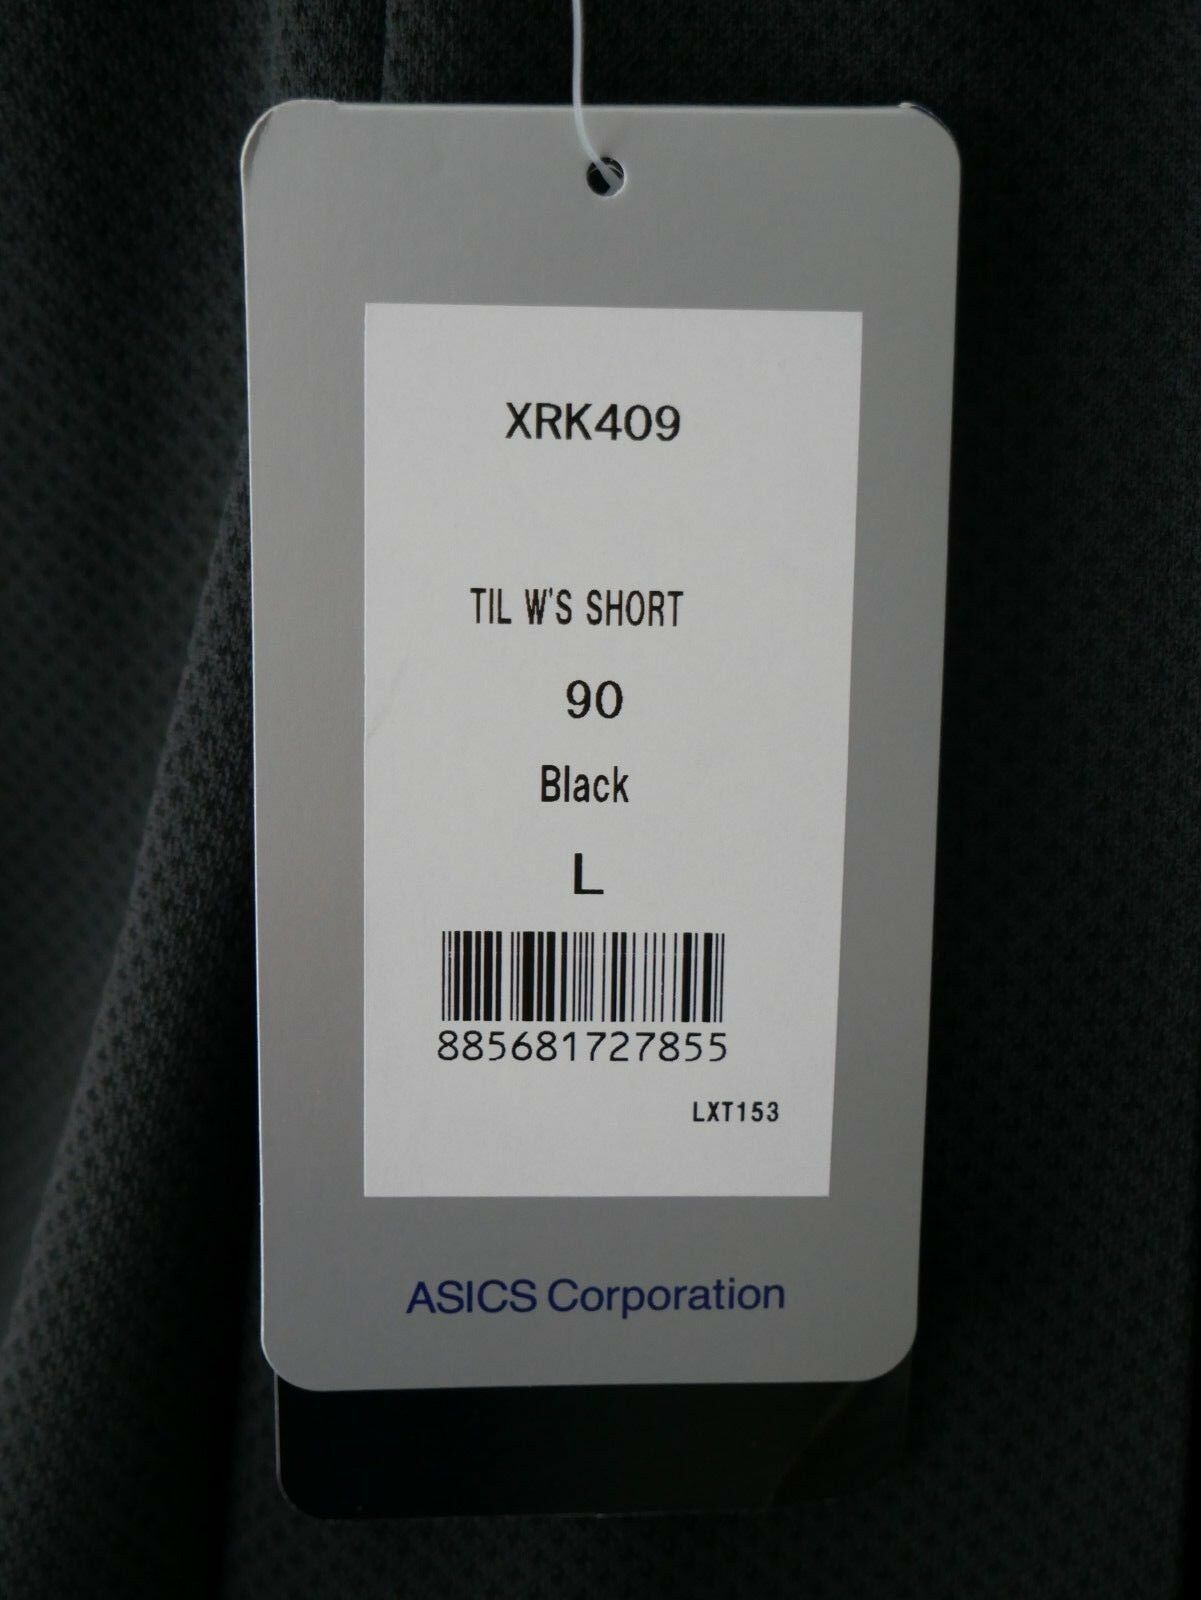 XRK409
TIL W'S SHORT
90
Black
L
885681727855
LXT153
ASICS Corporation